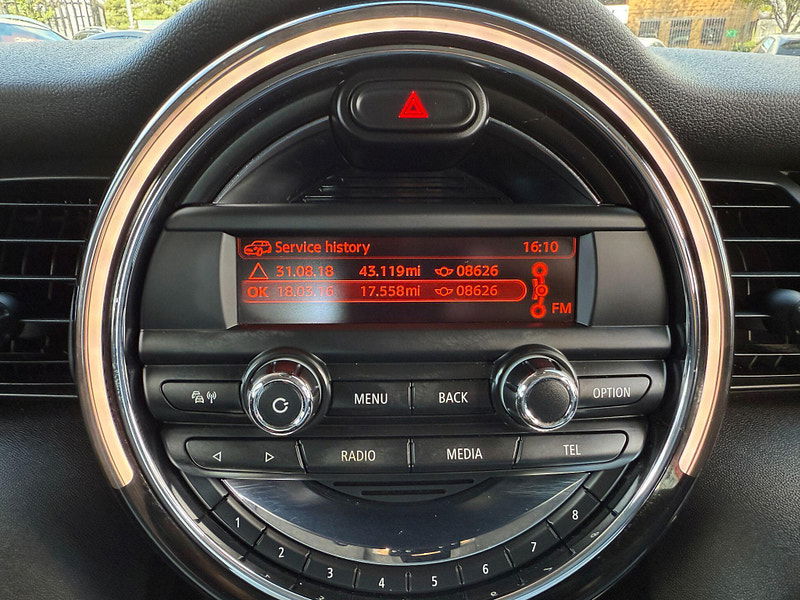 Service history 16:10
31.08.18 43.119mi 08626
OK 18.03.16 17.558mi 08626
FM
MENU BACK OPTION
RADIO MEDIA TEL
1 2 3 4 5 6 7 8